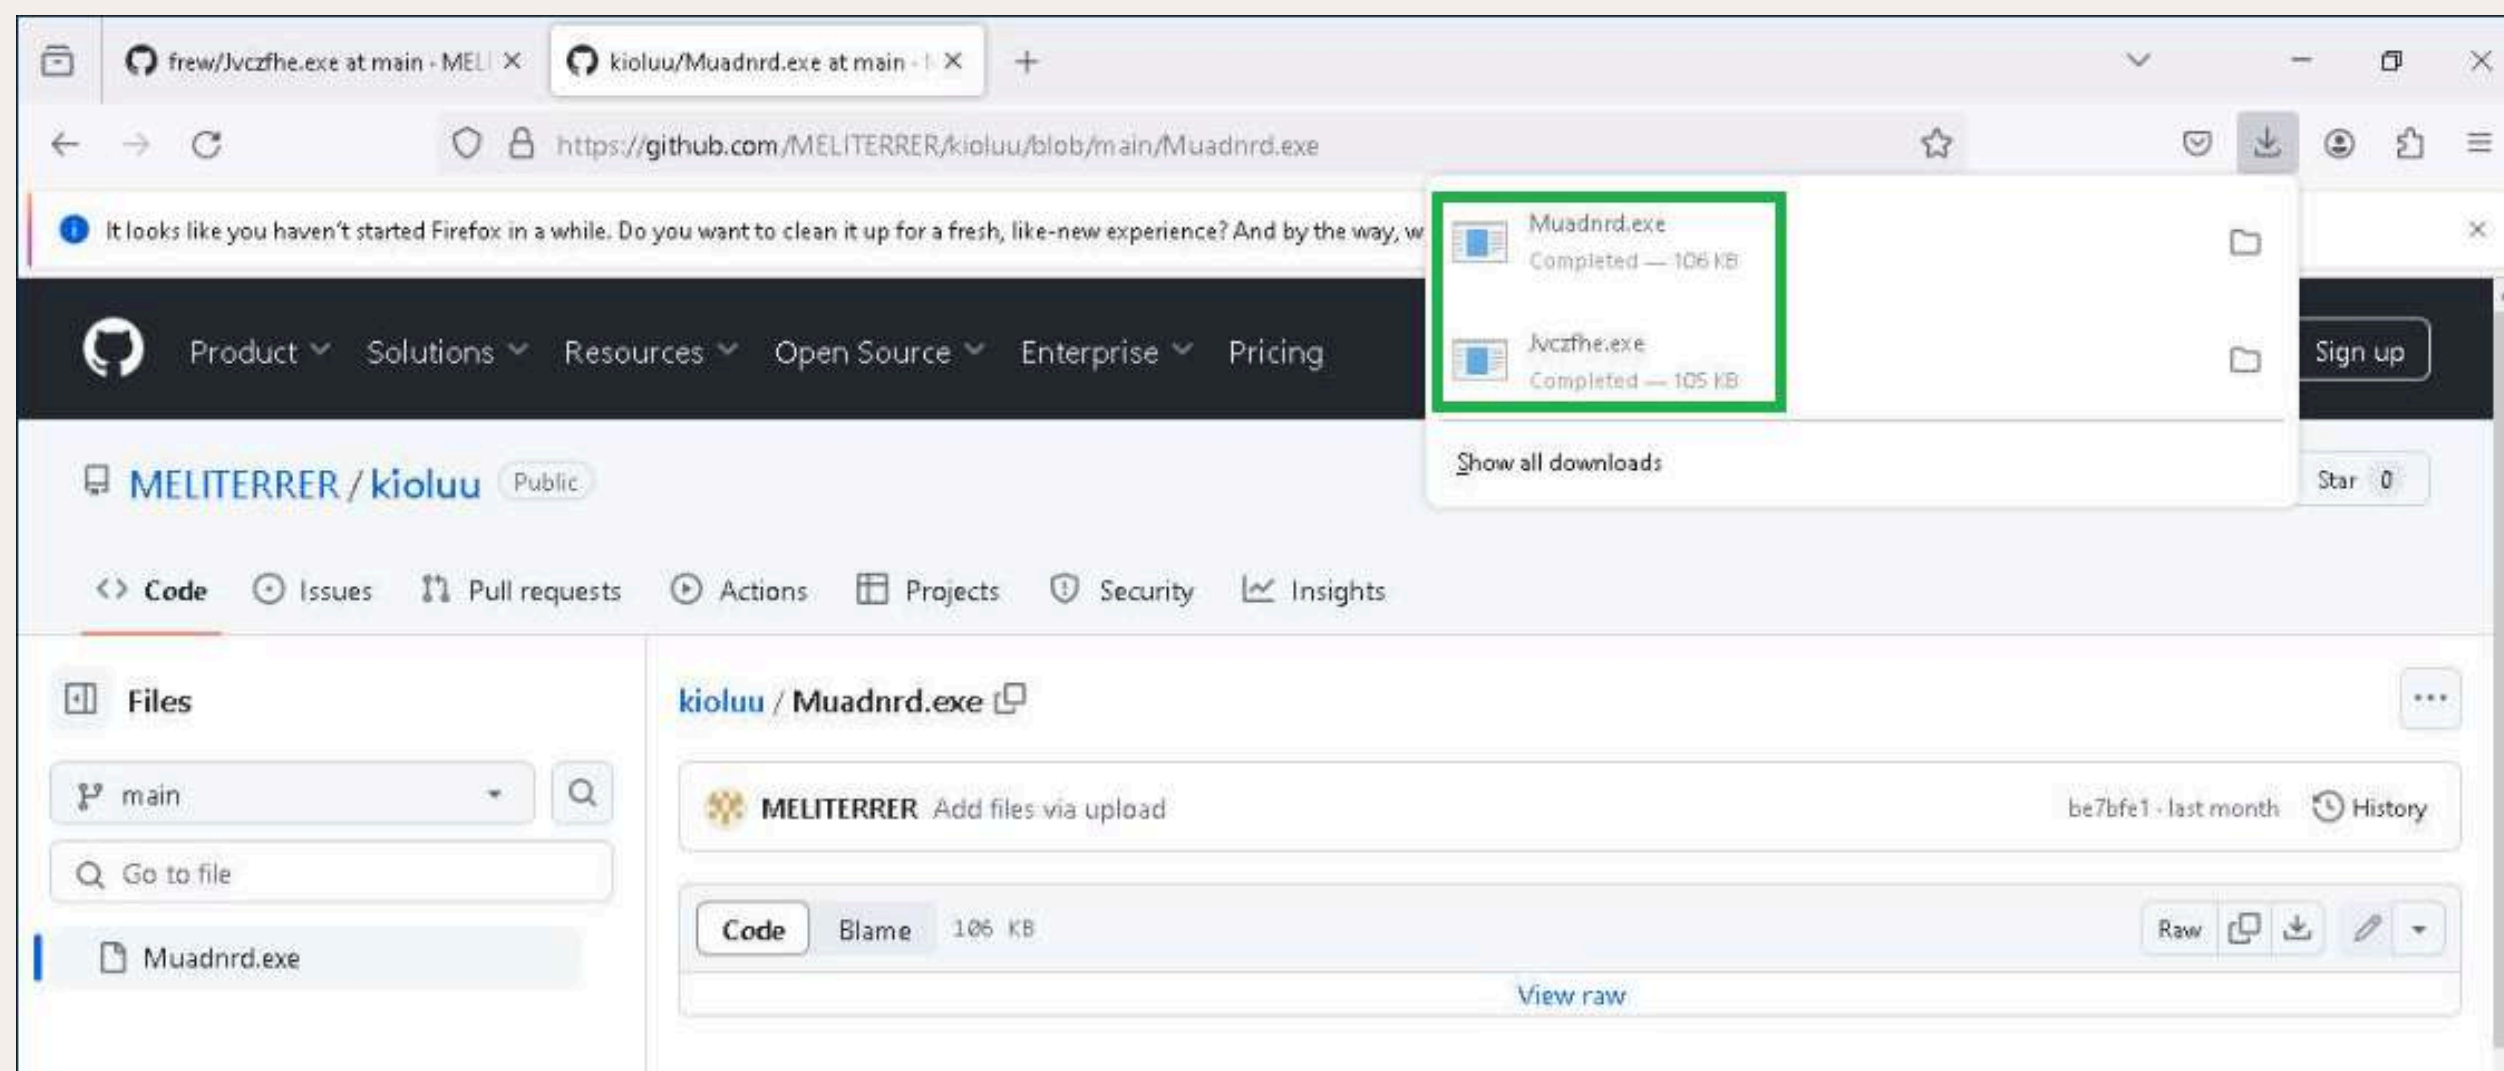 frew/Jvczfhe.exe at main · MEL
kioluu/Muadnrd.exe at main ·
https://github.com/MELITERRER/kioluu/blob/main/Muadnrd.exe
It looks like you haven't started Firefox in a while. Do you want to clean it up for a fresh, like-new experience? And by the way, w
Muadnrd.exe
Completed — 106 KB
Jvczfhe.exe
Completed — 105 KB
Show all downloads
Product
Solutions
Resources
Open Source
Enterprise
Pricing
Sign up
MELITERRER / kioluu Public
Star 0
Code
Issues
Pull requests
Actions
Projects
Security
Insights
Files
main
Go to file
Muadnrd.exe
kioluu / Muadnrd.exe
MELITERRER Add files via upload
be7bfe1 · last month
History
Code
Blame
106 KB
Raw
View raw